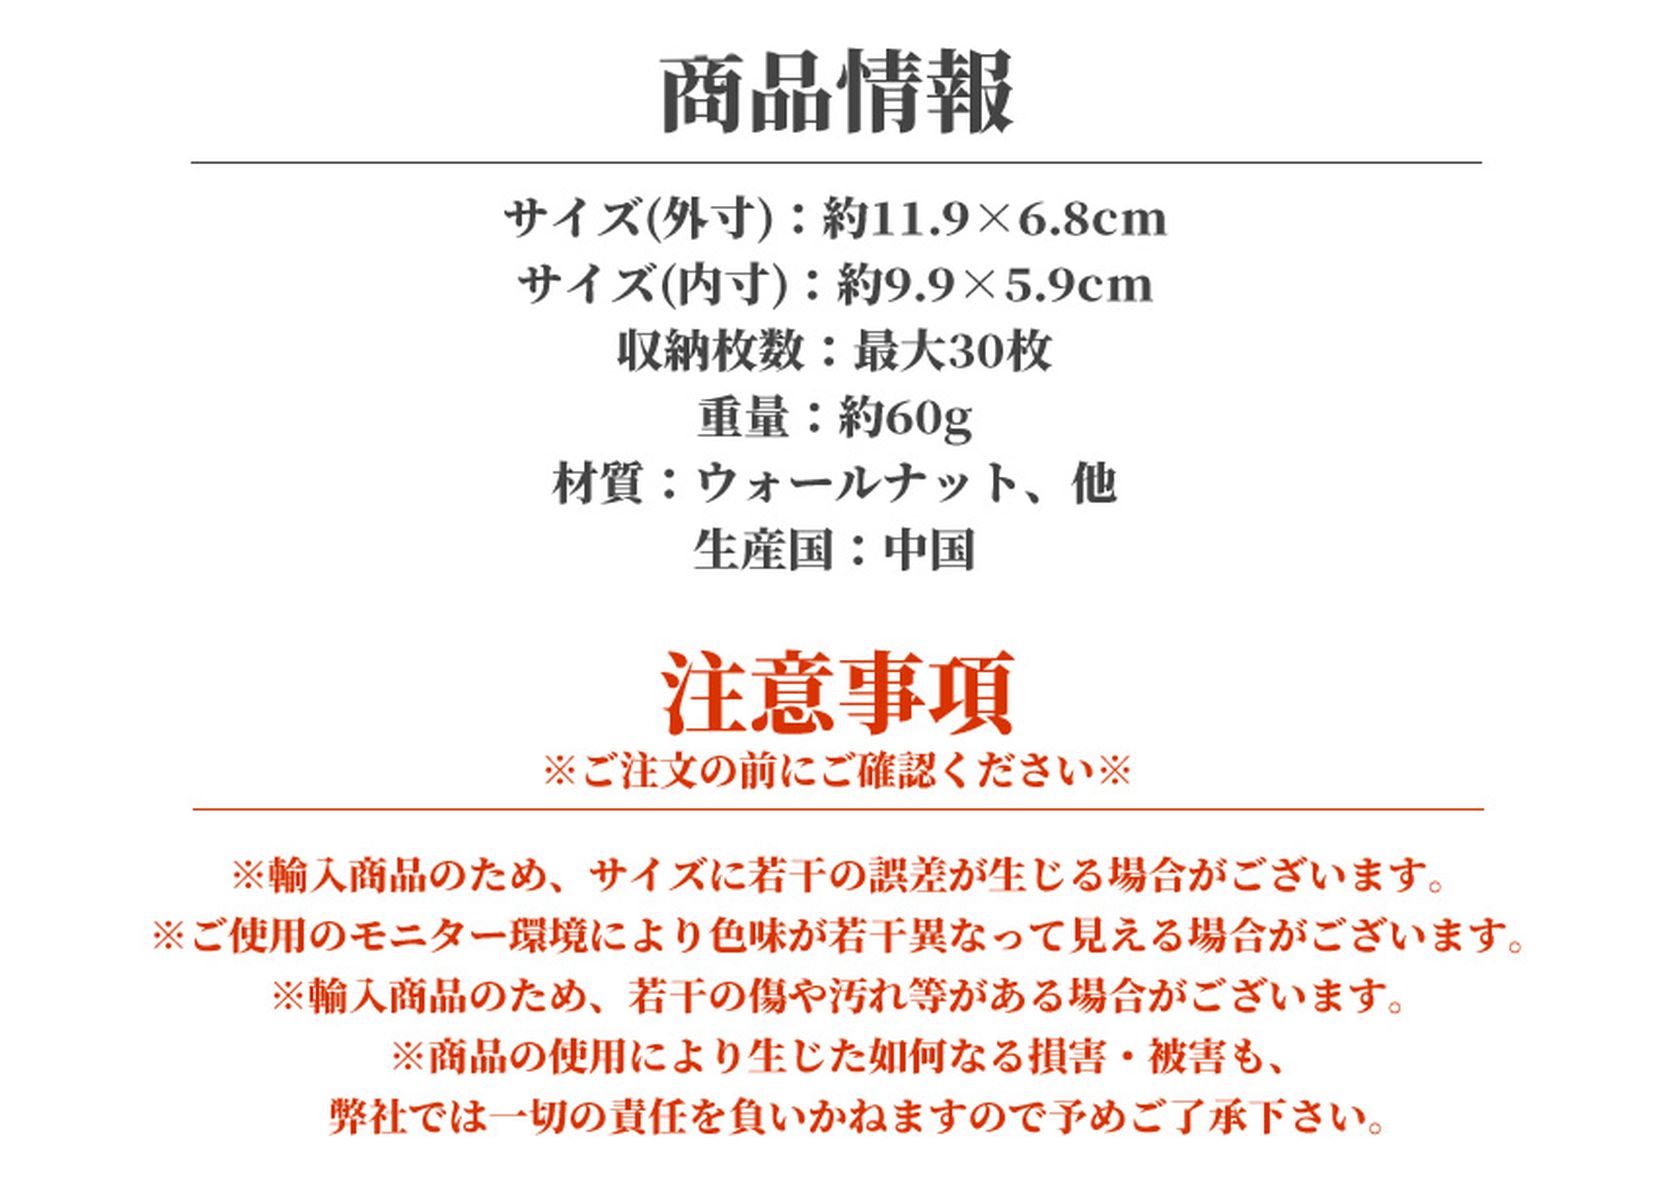 商品情報
サイズ(外寸)：約11.9×6.8cm
サイズ(内寸)：約9.9×5.9cm
収納枚数：最大30枚
重量：約60g
材質：ウォールナット、他
生産国：中国
注意事項
※ご注文の前にご確認ください※
※輸入商品のため、サイズに若干の誤差が生じる場合がございます。
※ご使用のモニター環境により色味が若干異なって見える場合がございます。
※輸入商品のため、若干の傷や汚れ等がある場合がございます。
※商品の使用により生じた如何なる損害・被害も、
弊社では一切の責任を負いかねますので予めご了承下さい。